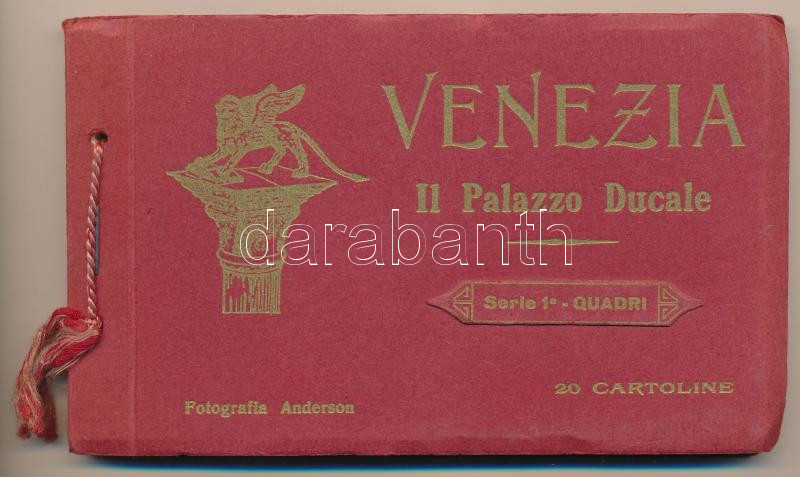 VENEZIA
Il Palazzo Ducale
darabanth
Serie 1ª - QUADRI
20 CARTOLINE
Fotografia Anderson